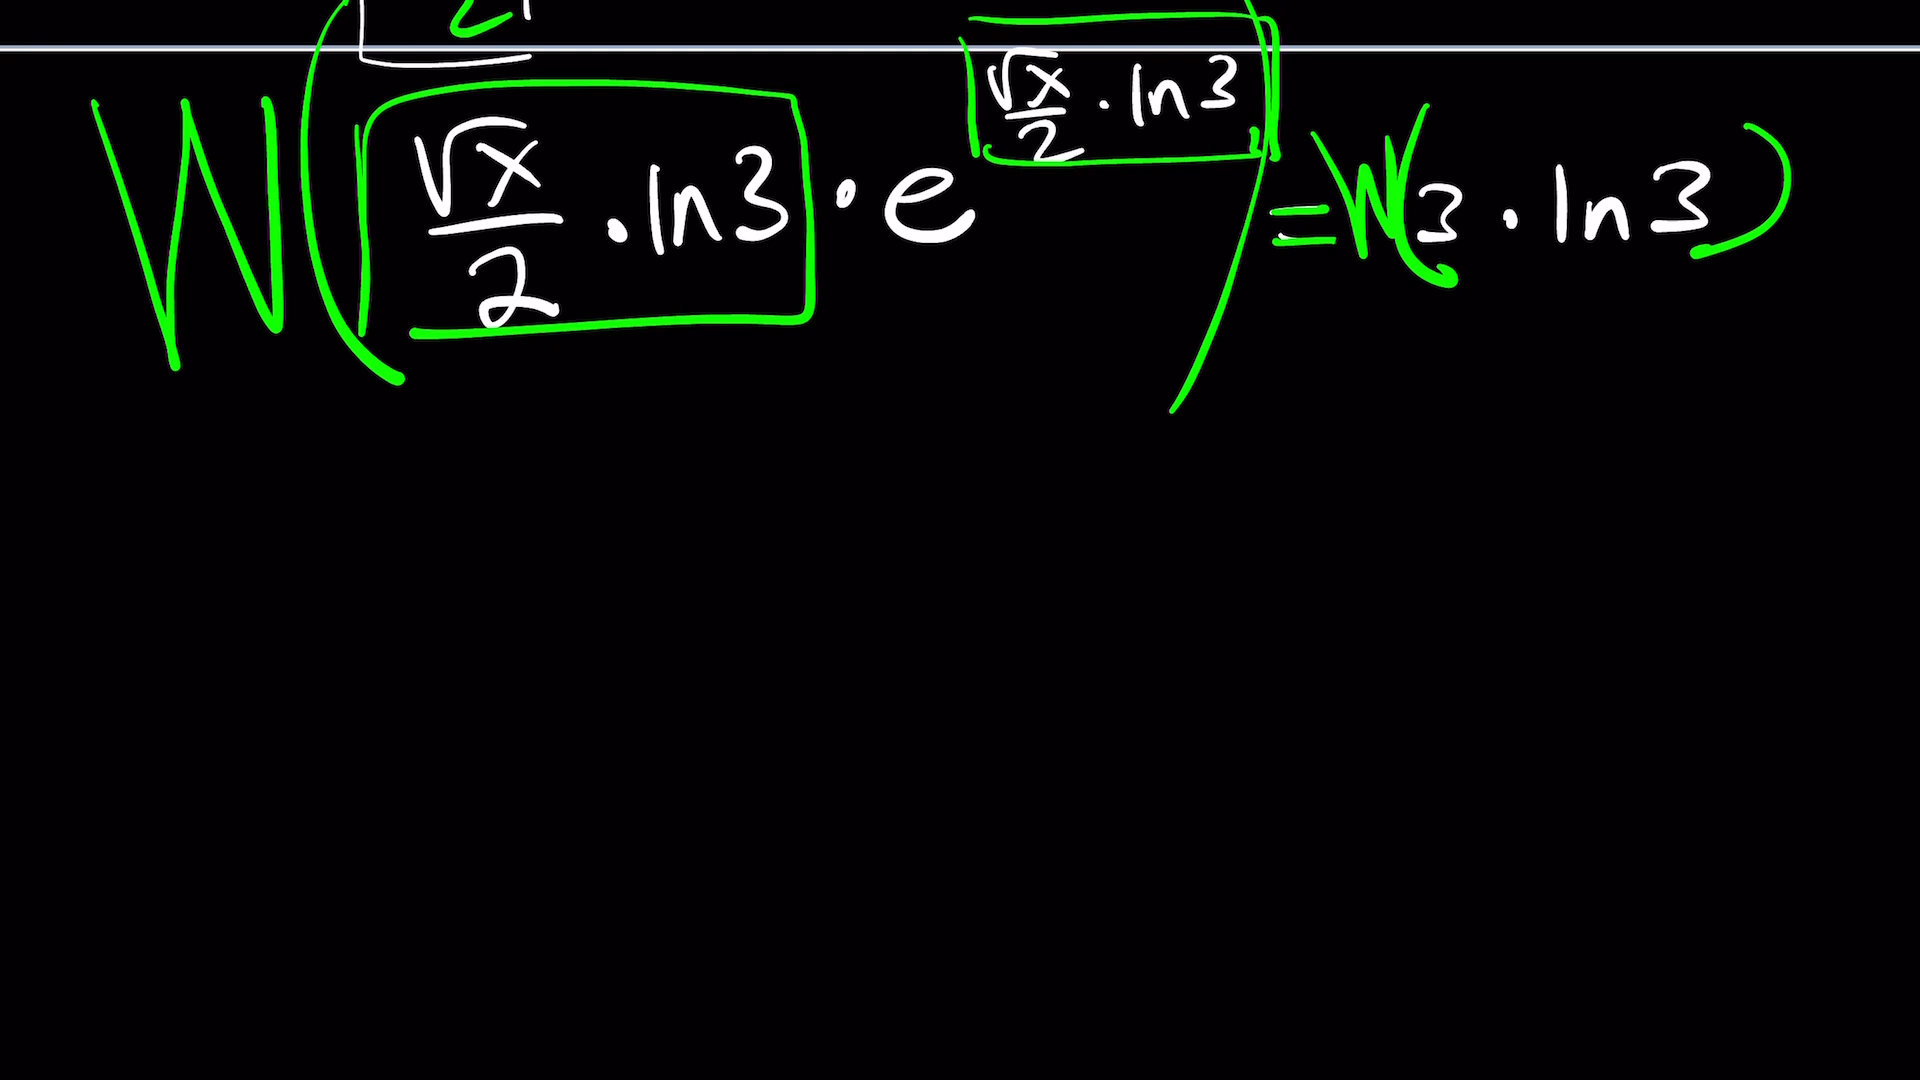 W(√x/2 · ln3 · e^(√x/2 · ln3)) = W(3 · ln3)